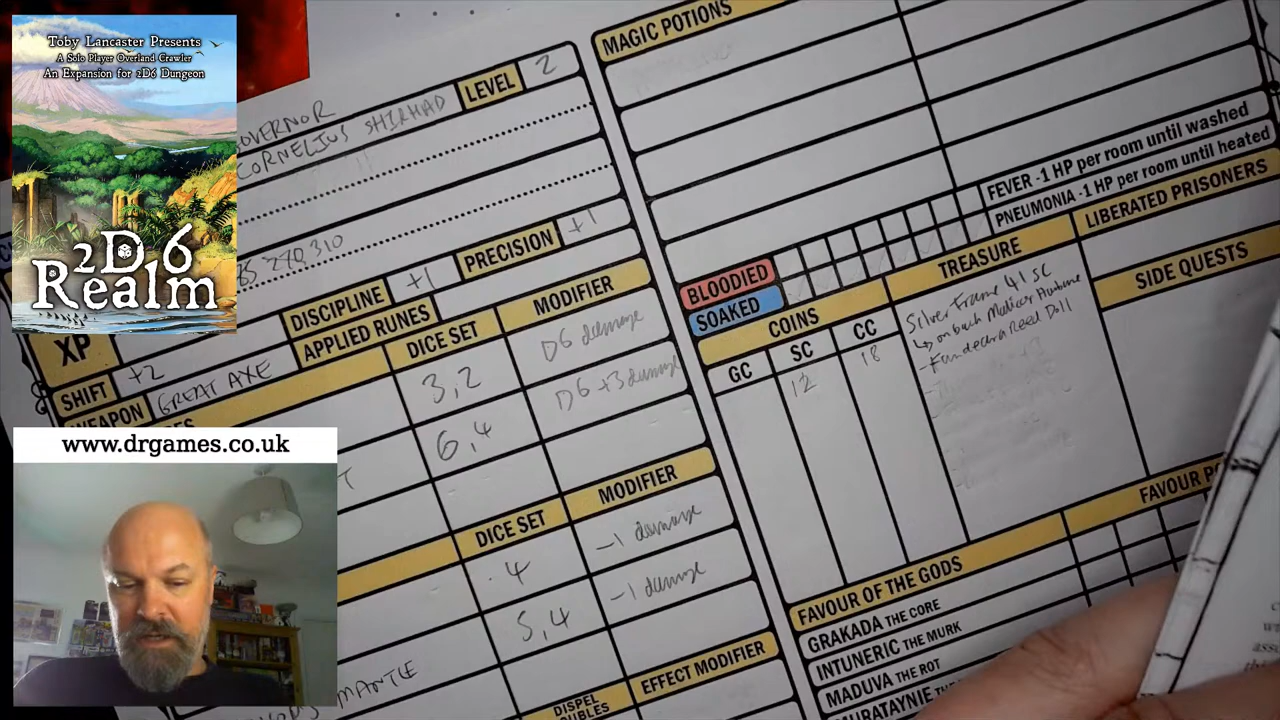 Toby Lancaster Presents
A Solo Player Overland Crawler
An Expansion for 2D6 Dungeon
2D6
Realm
www.drgames.co.uk
OVERNOR
CORNELIUS SHIRHAD
LEVEL 2
DISCIPLINE +1
PRECISION +1
XP
APPLIED RUNES
SHIFT +2
WEAPON GREAT AXE
DICE SET
MODIFIER
3,2
D6 damage
6,4
D6 +3 damage
DICE SET
MODIFIER
4
-1 damage
5,4
-1 damage
MANTLE
DISPEL
EFFECT MODIFIER
MAGIC POTIONS
FEVER -1 HP per room until washed
PNEUMONIA -1 HP per room until heated
BLOODIED
SOAKED
COINS
GC
SC
CC
12
18
TREASURE
Silver Frame 41 SC
LIBERATED PRISONERS
SIDE QUESTS
FAVOUR OF THE GODS
FAVOUR
GRAKADA THE CORE
INTUNERIC THE MURK
MADUVA THE ROT
MURATAYNIE